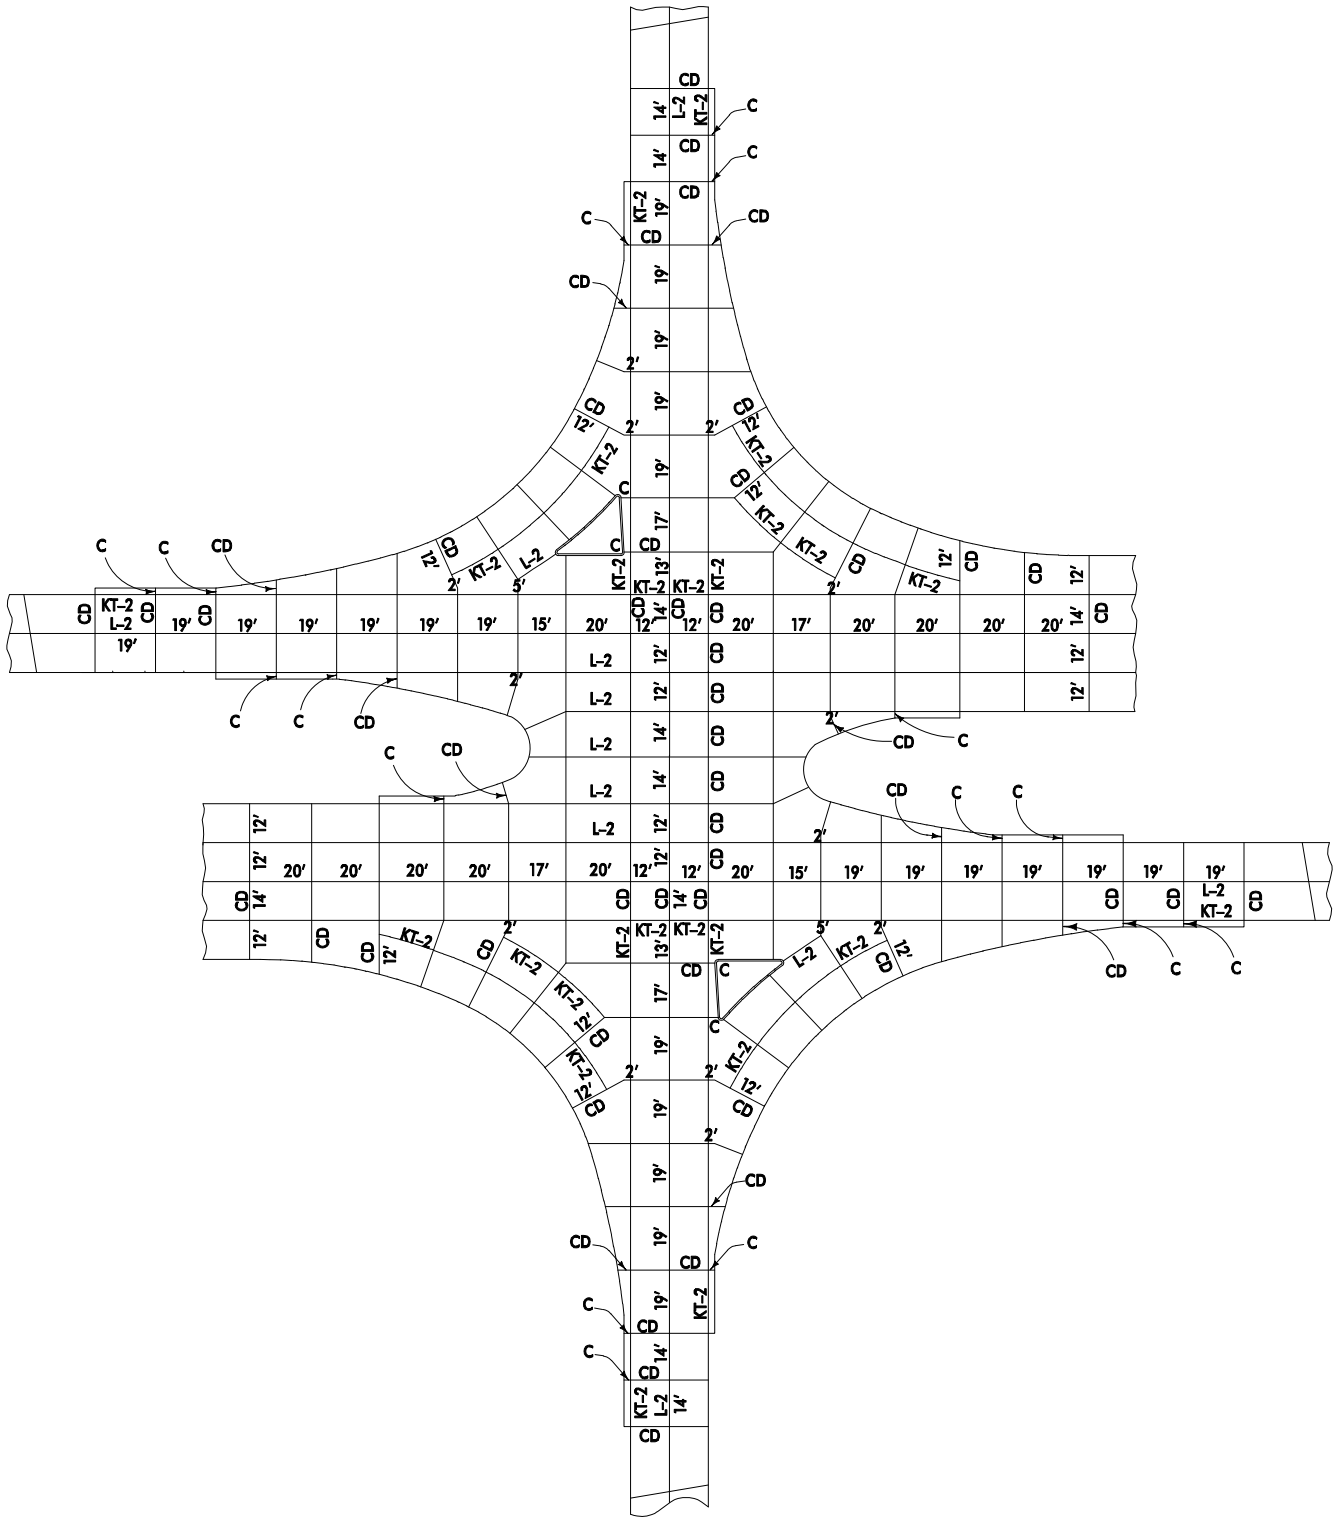 CD
14' L-2 KT-2 C
CD
14' C
CD
KT-2 19'
C CD CD
19'
CD
19'
2'
19'
CD CD
12' 2' 2' 12'
KT-2 19' KT-2
CD
C 12'
17' KT-2
C CD KT-2 CD
12' CD L-2 13' 12' CD CD 12'
C C CD
2' KT-2 5' KT-2 KT-2 KT-2 KT-2 2' KT-2
CD KT-2 CD CD CD 14' CD CD 14' CD
L-2 19' 19' 19' 19' 19' 19' 15' 20' 12' 12' 20' 17' 20' 20' 20' 20'
19' L-2 12' CD 12'
2'
C C CD L-2 12' CD 12'
2'
C CD L-2 14' CD CD C
L-2 14' CD CD C C
12' L-2 12' CD 2'
12' 20' 20' 20' 20' 17' 20' 12' 12' 12' CD 20' 15' 19' 19' 19' 19' 19' 19' 19'
L-2
CD 14' CD CD 14' CD CD CD KT-2 CD
2' 5' 2'
12' CD CD KT-2 CD KT-2 KT-2 13' KT-2 KT-2 L-2 KT-2 12'
12' KT-2 CD C CD CD C C
KT-2 17'
12' CD C
KT-2 19' KT-2
12' 2' 2' 12'
CD 19' CD
2'
19' CD
CD 19' CD C
C 19' KT-2
CD
C 14'
CD
KT-2 L-2 14'
CD